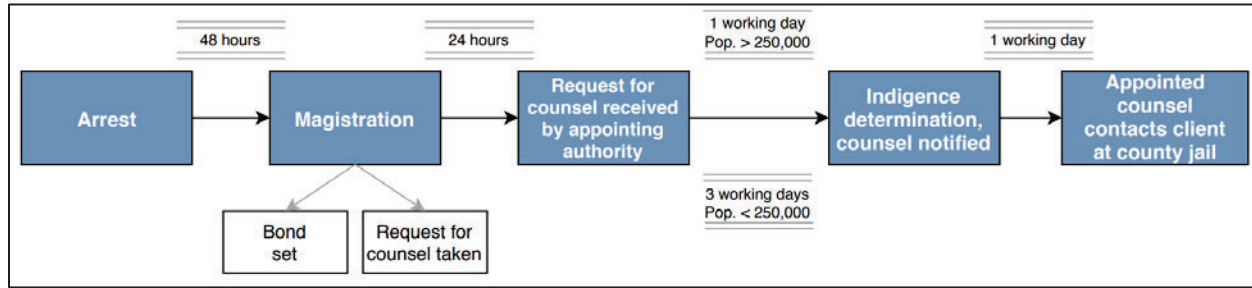 48 hours
24 hours
1 working day
Pop. > 250,000
1 working day
Arrest
Magistration
Request for
counsel received
by appointing
authority
Indigence
determination,
counsel notified
Appointed
counsel
contacts client
at county jail
3 working days
Pop. < 250,000
Bond
set
Request for
counsel taken